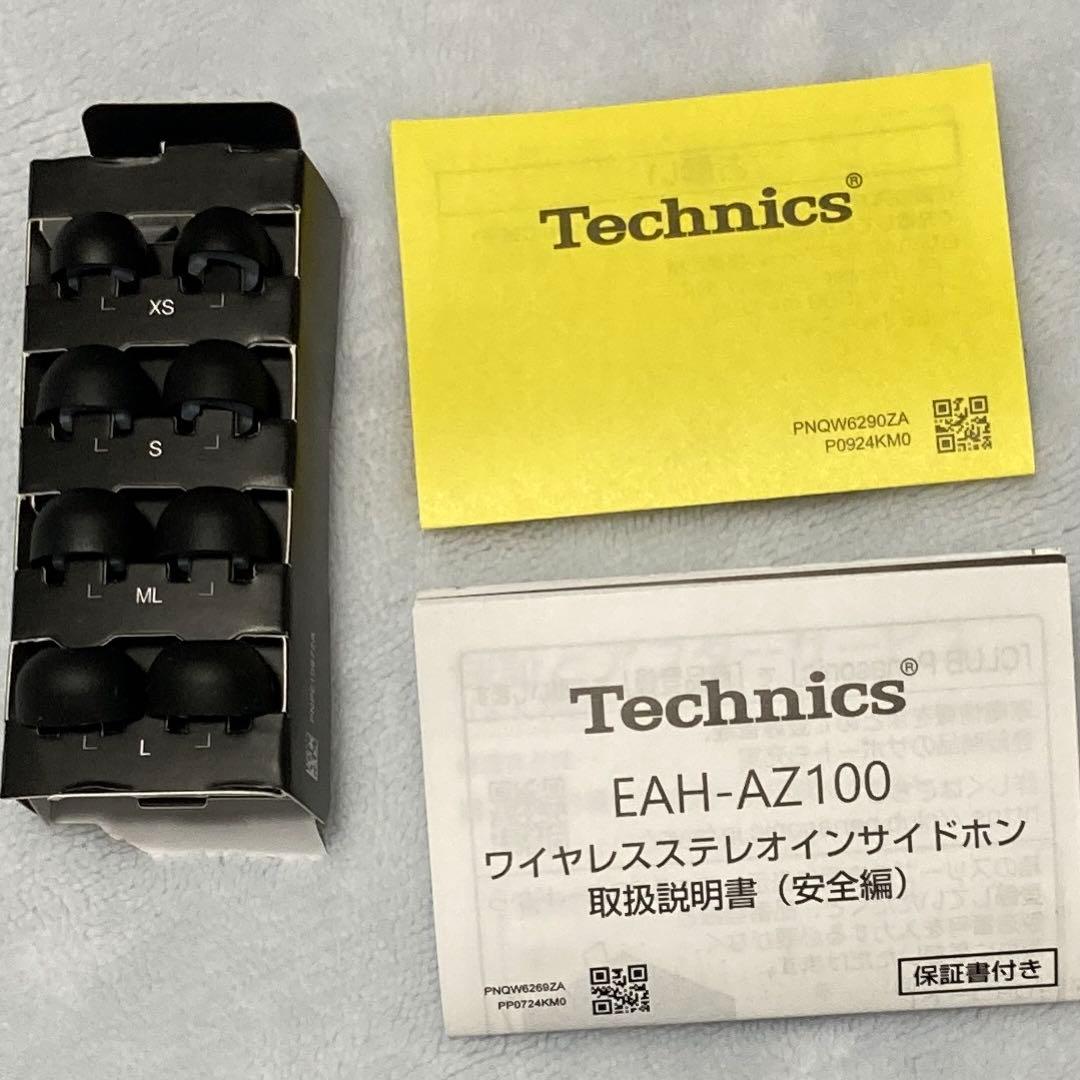 XS
S
ML
L
Technics®
PNQW6290ZA
P0924KM0
Technics®
EAH-AZ100
ワイヤレスステレオインサイドホン
取扱説明書（安全編）
PNQW6269ZA
PP0724KM0
保証書付き